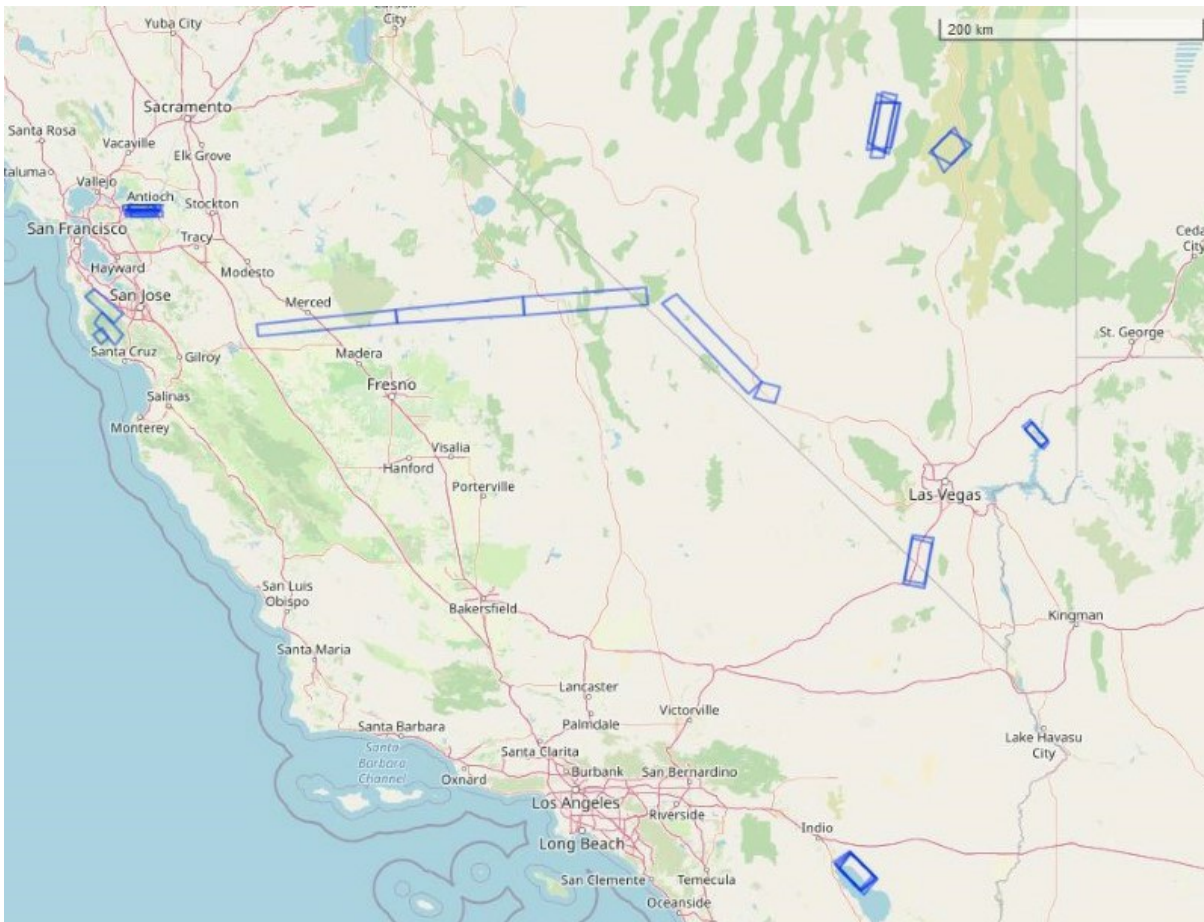 Yuba City
City
200 km
Sacramento
Santa Rosa
Vacaville
Elk Grove
taluma
Vallejo
Antioch
Stockton
San Francisco
Tracy
Ceda
City
Hayward
Modesto
San Jose
Merced
St. George
Santa Cruz
Gilroy
Madera
Fresno
Salinas
Monterey
Visalia
Hanford
Porterville
Las Vegas
San Luis
Obispo
Bakersfield
Kingman
Santa Maria
Lancaster
Palmdale
Victorville
Santa Barbara
Lake Havasu
City
Santa
Barbara
Channel
Santa Clarita
Oxnard
Burbank
San Bernardino
Los Angeles
Riverside
Indio
Long Beach
San Clemente
Temecula
Oceanside